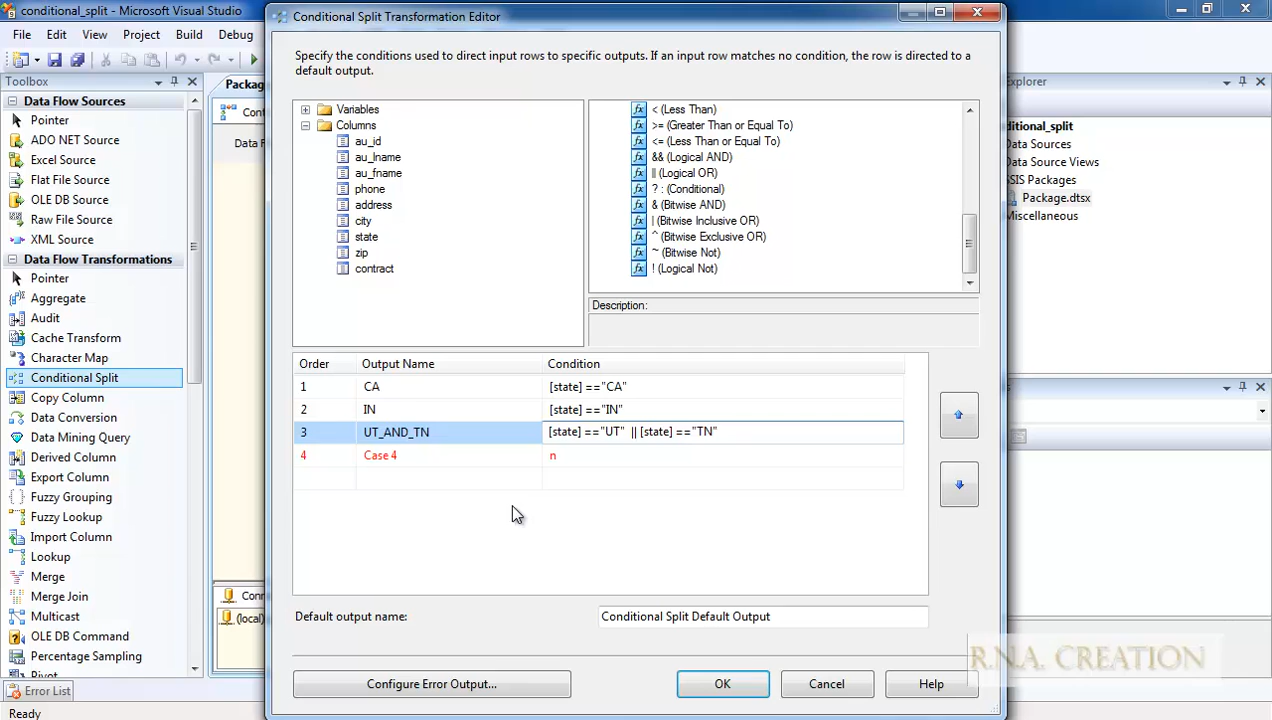 conditional_split - Microsoft Visual Studio
Conditional Split Transformation Editor
File Edit View Project Build Debug
Specify the conditions used to direct input rows to specific outputs. If an input row matches no condition, the row is directed to a
default output.
Toolbox
Data Flow Sources
Pointer
ADO NET Source
Excel Source
Flat File Source
OLE DB Source
Raw File Source
XML Source
Data Flow Transformations
Pointer
Aggregate
Audit
Cache Transform
Character Map
Conditional Split
Copy Column
Data Conversion
Data Mining Query
Derived Column
Export Column
Fuzzy Grouping
Fuzzy Lookup
Import Column
Lookup
Merge
Merge Join
Multicast
OLE DB Command
Percentage Sampling
Pivot
Error List
Ready
Packag
Con
Data F
Conn
(local)
Variables
Columns
au_id
au_lname
au_fname
phone
address
city
state
zip
contract
< (Less Than)
>= (Greater Than or Equal To)
<= (Less Than or Equal To)
&& (Logical AND)
|| (Logical OR)
? : (Conditional)
& (Bitwise AND)
| (Bitwise Inclusive OR)
^ (Bitwise Exclusive OR)
~ (Bitwise Not)
! (Logical Not)
Description:
Order Output Name Condition
1 CA [state] =="CA"
2 IN [state] =="IN"
3 UT_AND_TN [state] =="UT" || [state] =="TN"
4 Case 4 n
Default output name: Conditional Split Default Output
Configure Error Output... OK Cancel Help
Explorer
ditional_split
Data Sources
Data Source Views
SSIS Packages
Package.dtsx
Miscellaneous
R.N.A. CREATION